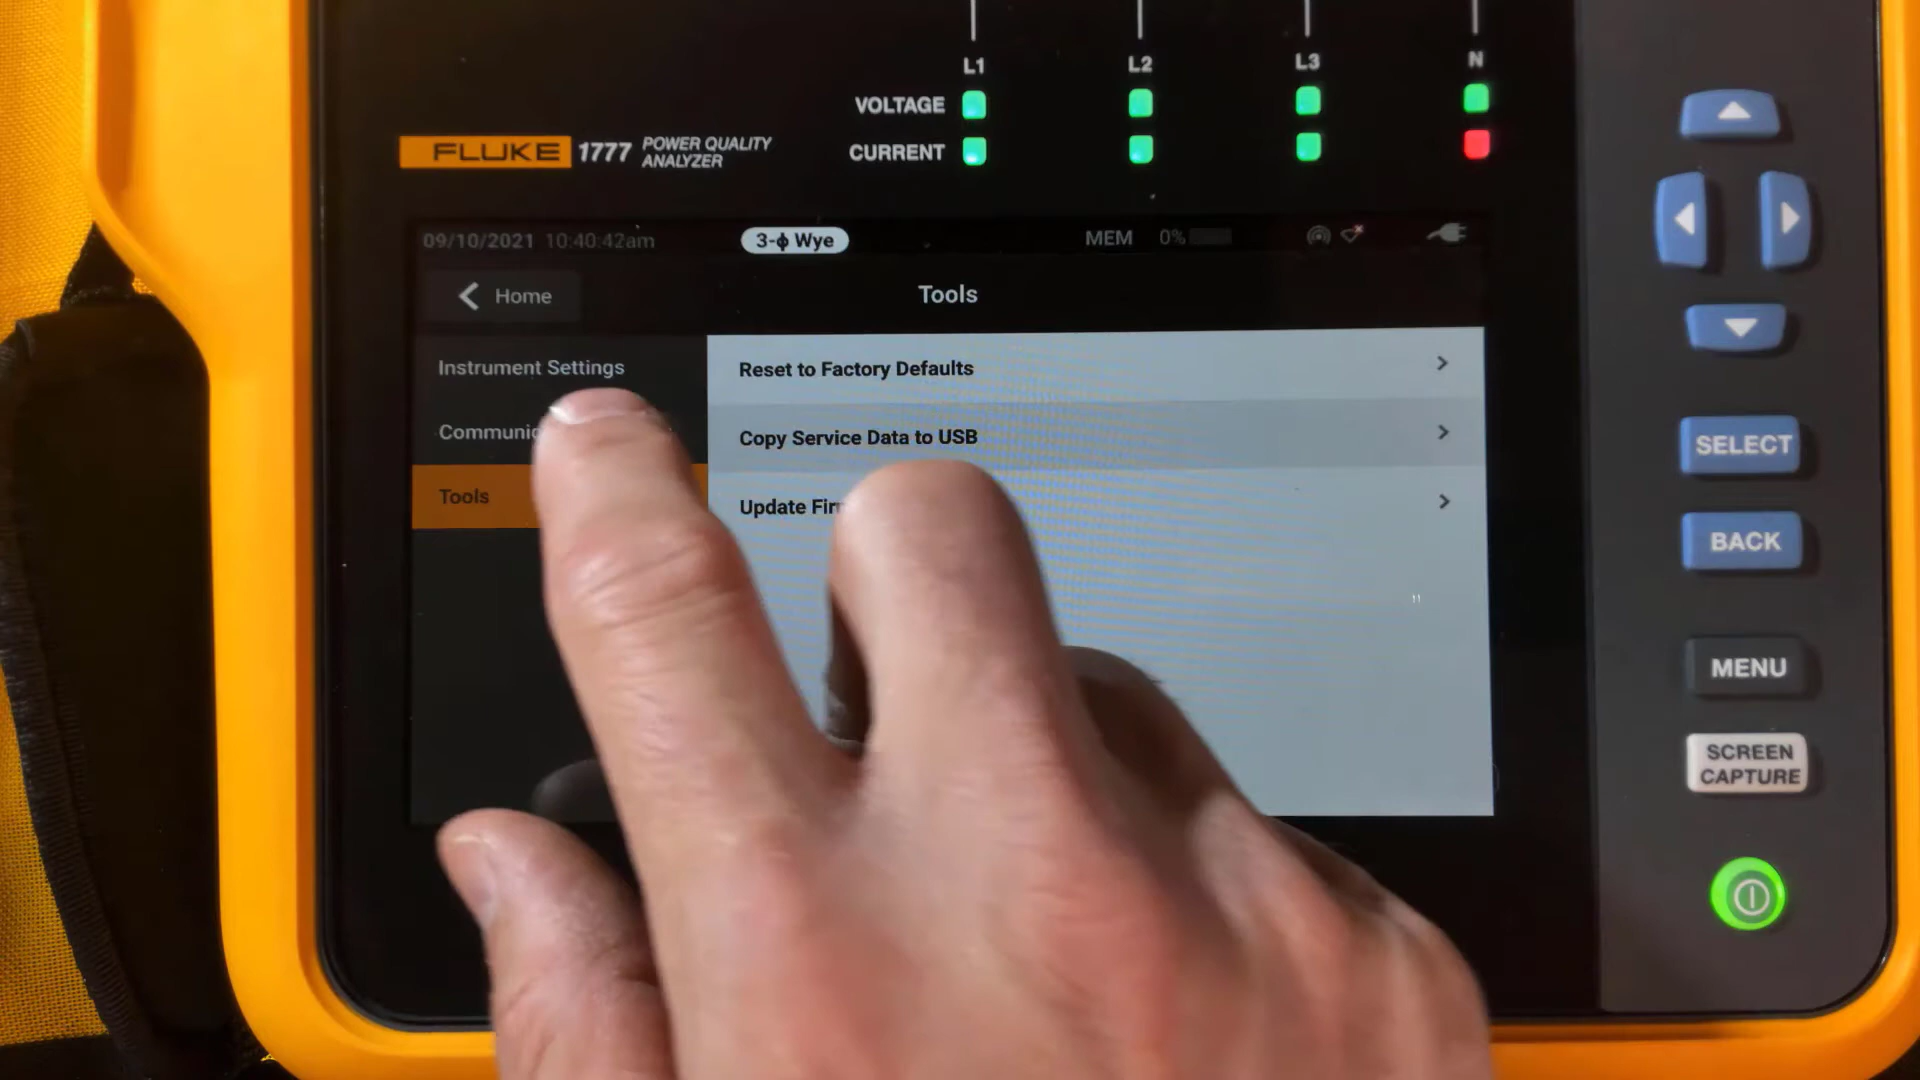 L1 L2 L3 N
VOLTAGE
CURRENT
FLUKE 1777 POWER QUALITY
ANALYZER
09/10/2021 10:40:42am 3-ϕ Wye MEM 0%
Home Tools
Instrument Settings
Tools
Reset to Factory Defaults
Copy Service Data to USB
Update
SELECT
BACK
MENU
SCREEN
CAPTURE